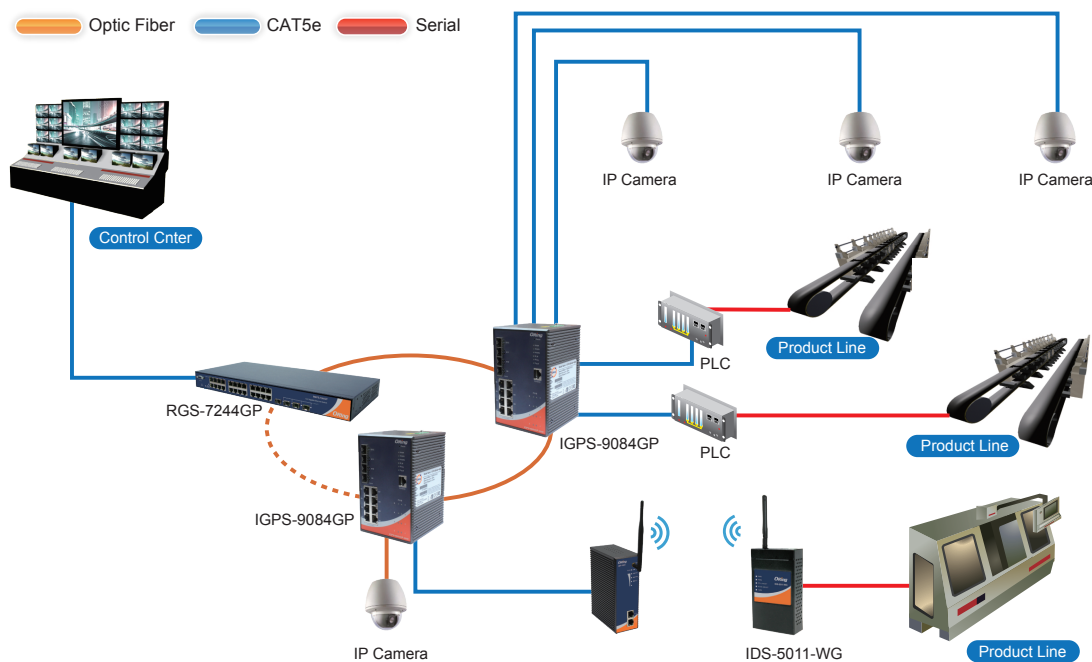 Optic Fiber
CAT5e
Serial
IP Camera
IP Camera
IP Camera
Control Cnter
PLC
Product Line
RGS-7244GP
IGPS-9084GP
PLC
Product Line
IGPS-9084GP
IP Camera
IDS-5011-WG
Product Line